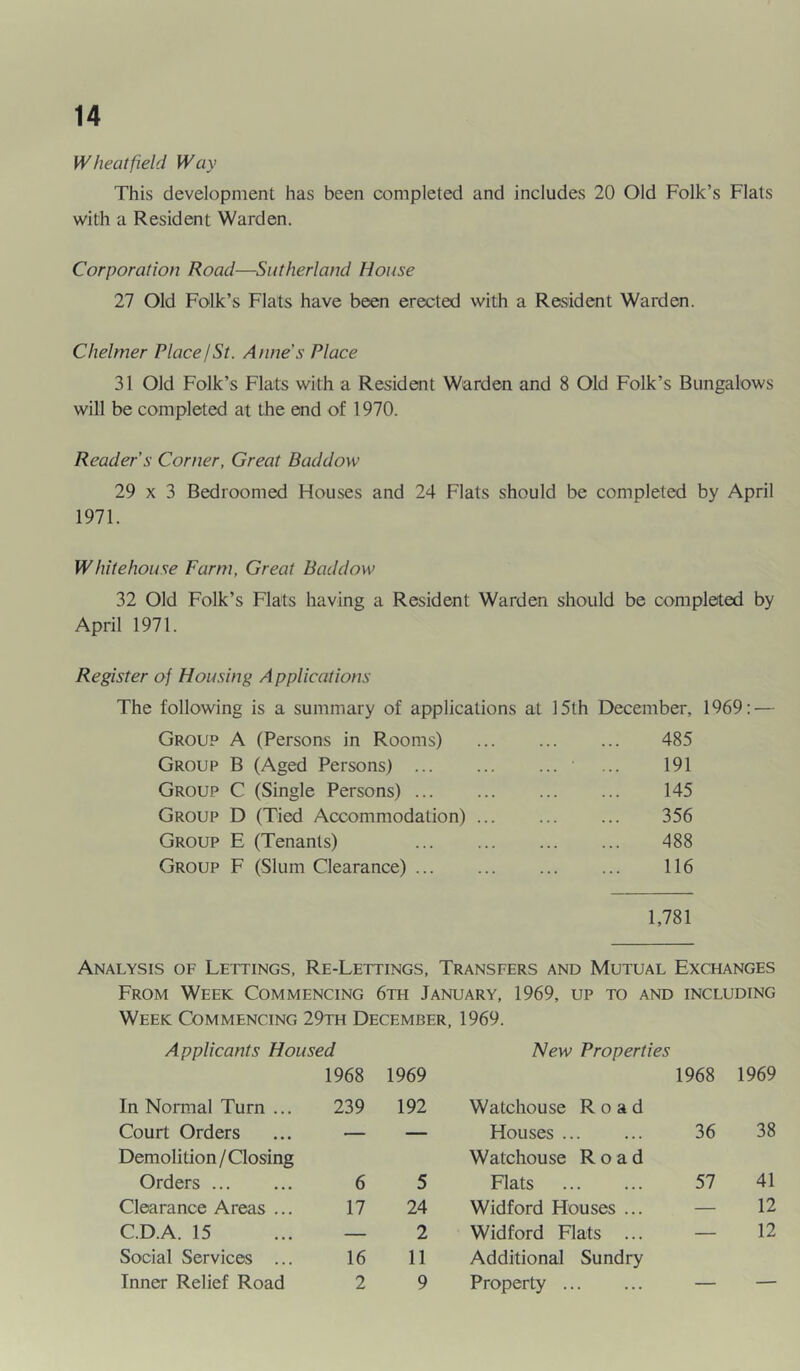 14
Wheatfield Way
This development has been completed and includes 20 Old Folk's Flats
with a Resident Warden.
Corporation Road—Sutherland House
27 Old Folk's Flats have been erected with a Resident Warden.
Chelmer Place/St. Anne's Place
31 Old Folk's Flats with a Resident Warden and 8 Old Folk's Bungalows
will be completed at the end of 1970.
Reader's Corner, Great Baddow
29 x 3 Bedroomed Houses and 24 Flats should be completed by April
1971.
Whitehouse Farm, Great Baddow
32 Old Folk's Flats having a Resident Warden should be completed by
April 1971.
Register of Housing Applications
The following is a summary of applications at 15th December, 1969:—
Group A (Persons in Rooms) ... ... ... 485
Group B (Aged Persons) ... ... ... ... 191
Group C (Single Persons) ... ... ... ... 145
Group D (Tied Accommodation) ... ... ... 356
Group E (Tenants) ... ... ... ... 488
Group F (Slum Clearance) ... ... ... ... 116
1,781
Analysis of Lettings, Re-Lettings, Transfers and Mutual Exchanges
From Week Commencing 6th January, 1969, up to and including
Week Commencing 29th December, 1969.
Applicants Housed New Properties
1968 1969 1968 1969
In Normal Turn ... 239 192 Watchouse Road
Court Orders ... — — Houses ... ... 36 38
Demolition/Closing Watchouse Road
Orders ... ... 6 5 Flats ... ... 57 41
Clearance Areas ... 17 24 Widford Houses ... — 12
C.D.A. 15 ... — 2 Widford Flats ... — 12
Social Services ... 16 11 Additional Sundry
Inner Relief Road 2 9 Property ... ... — —